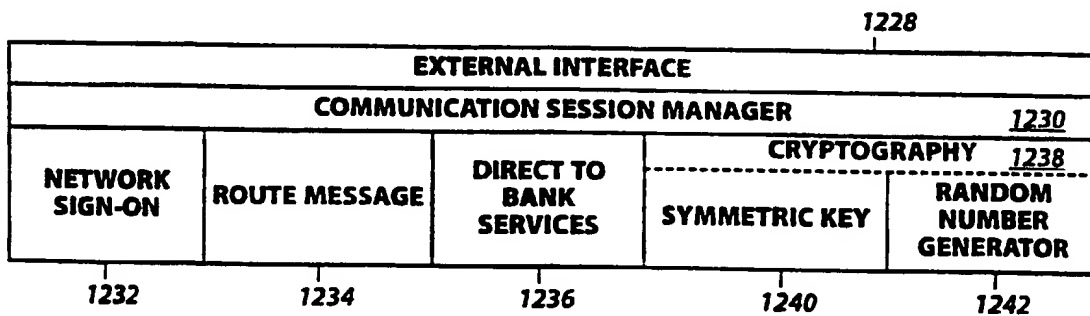 1228
EXTERNAL INTERFACE
COMMUNICATION SESSION MANAGER 1230
NETWORK
SIGN-ON
ROUTE MESSAGE
DIRECT TO
BANK
SERVICES
CRYPTOGRAPHY 1238
SYMMETRIC KEY
RANDOM
NUMBER
GENERATOR
1232
1234
1236
1240
1242